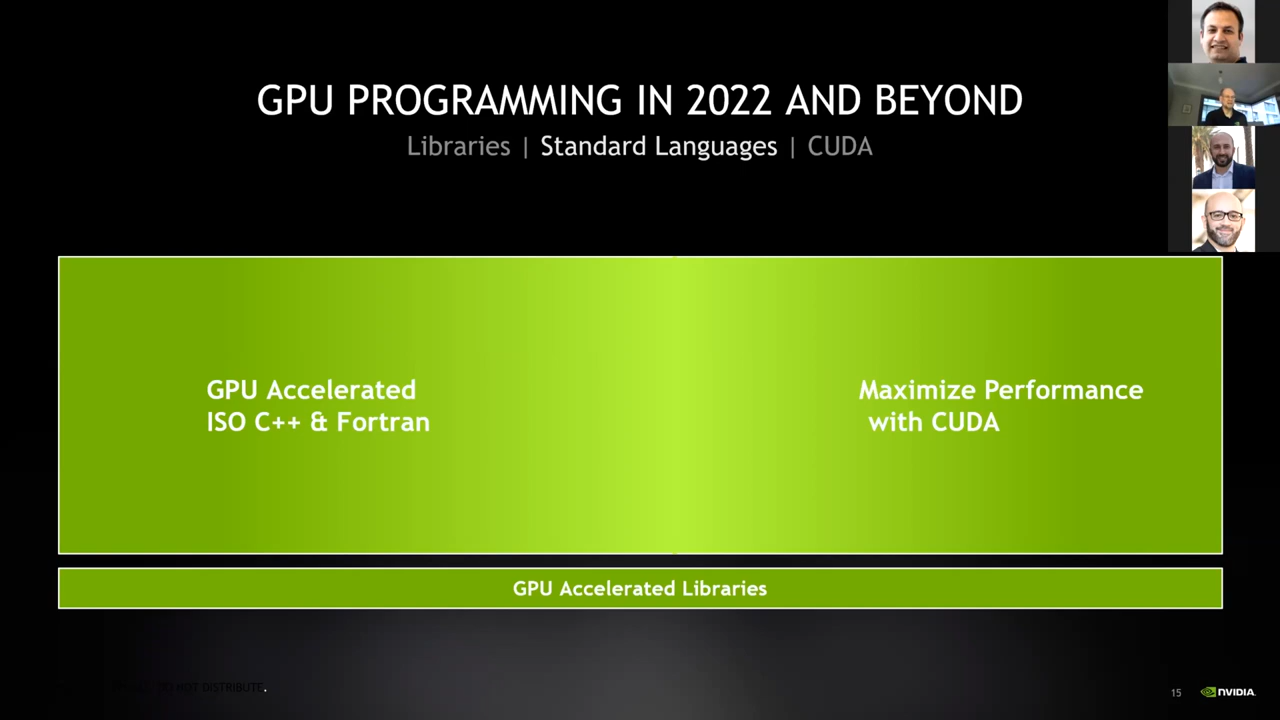 GPU PROGRAMMING IN 2022 AND BEYOND
Libraries | Standard Languages | CUDA
GPU Accelerated
ISO C++ & Fortran
Maximize Performance
with CUDA
GPU Accelerated Libraries
DO NOT DISTRIBUTE.
15
NVIDIA.